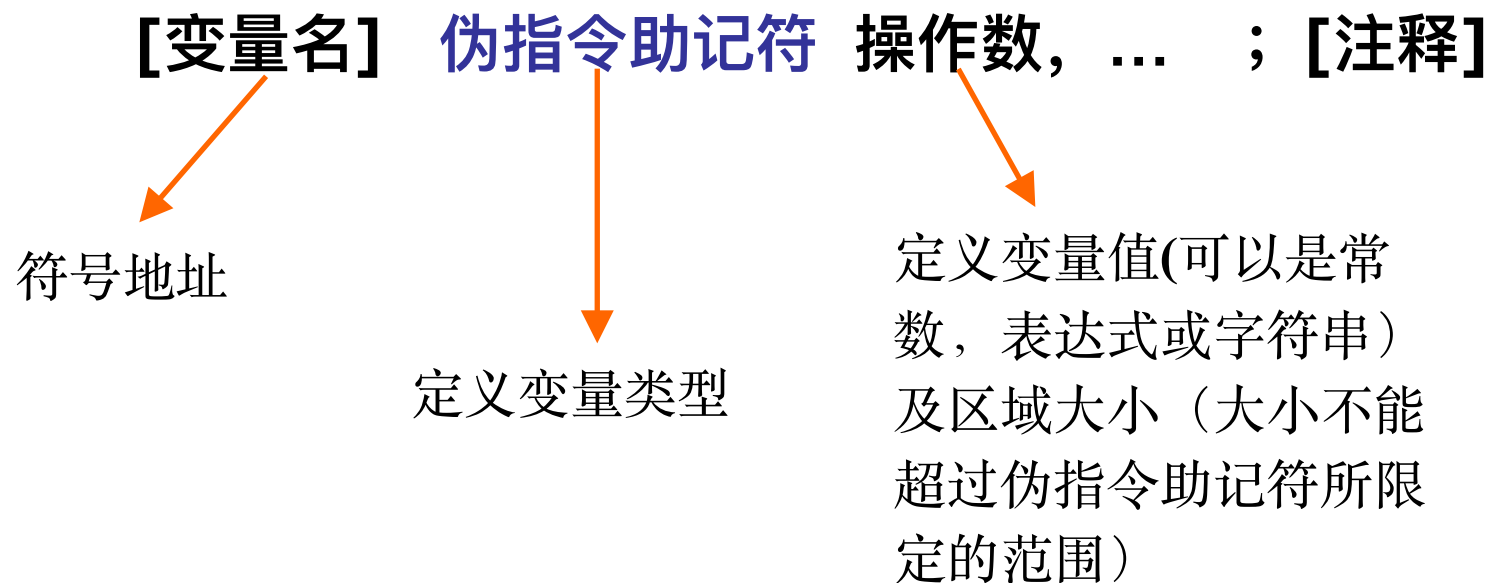 [变量名] 伪指令助记符 操作数，… ；[注释]
符号地址
定义变量类型
定义变量值(可以是常
数，表达式或字符串）
及区域大小（大小不能
超过伪指令助记符所限
定的范围）